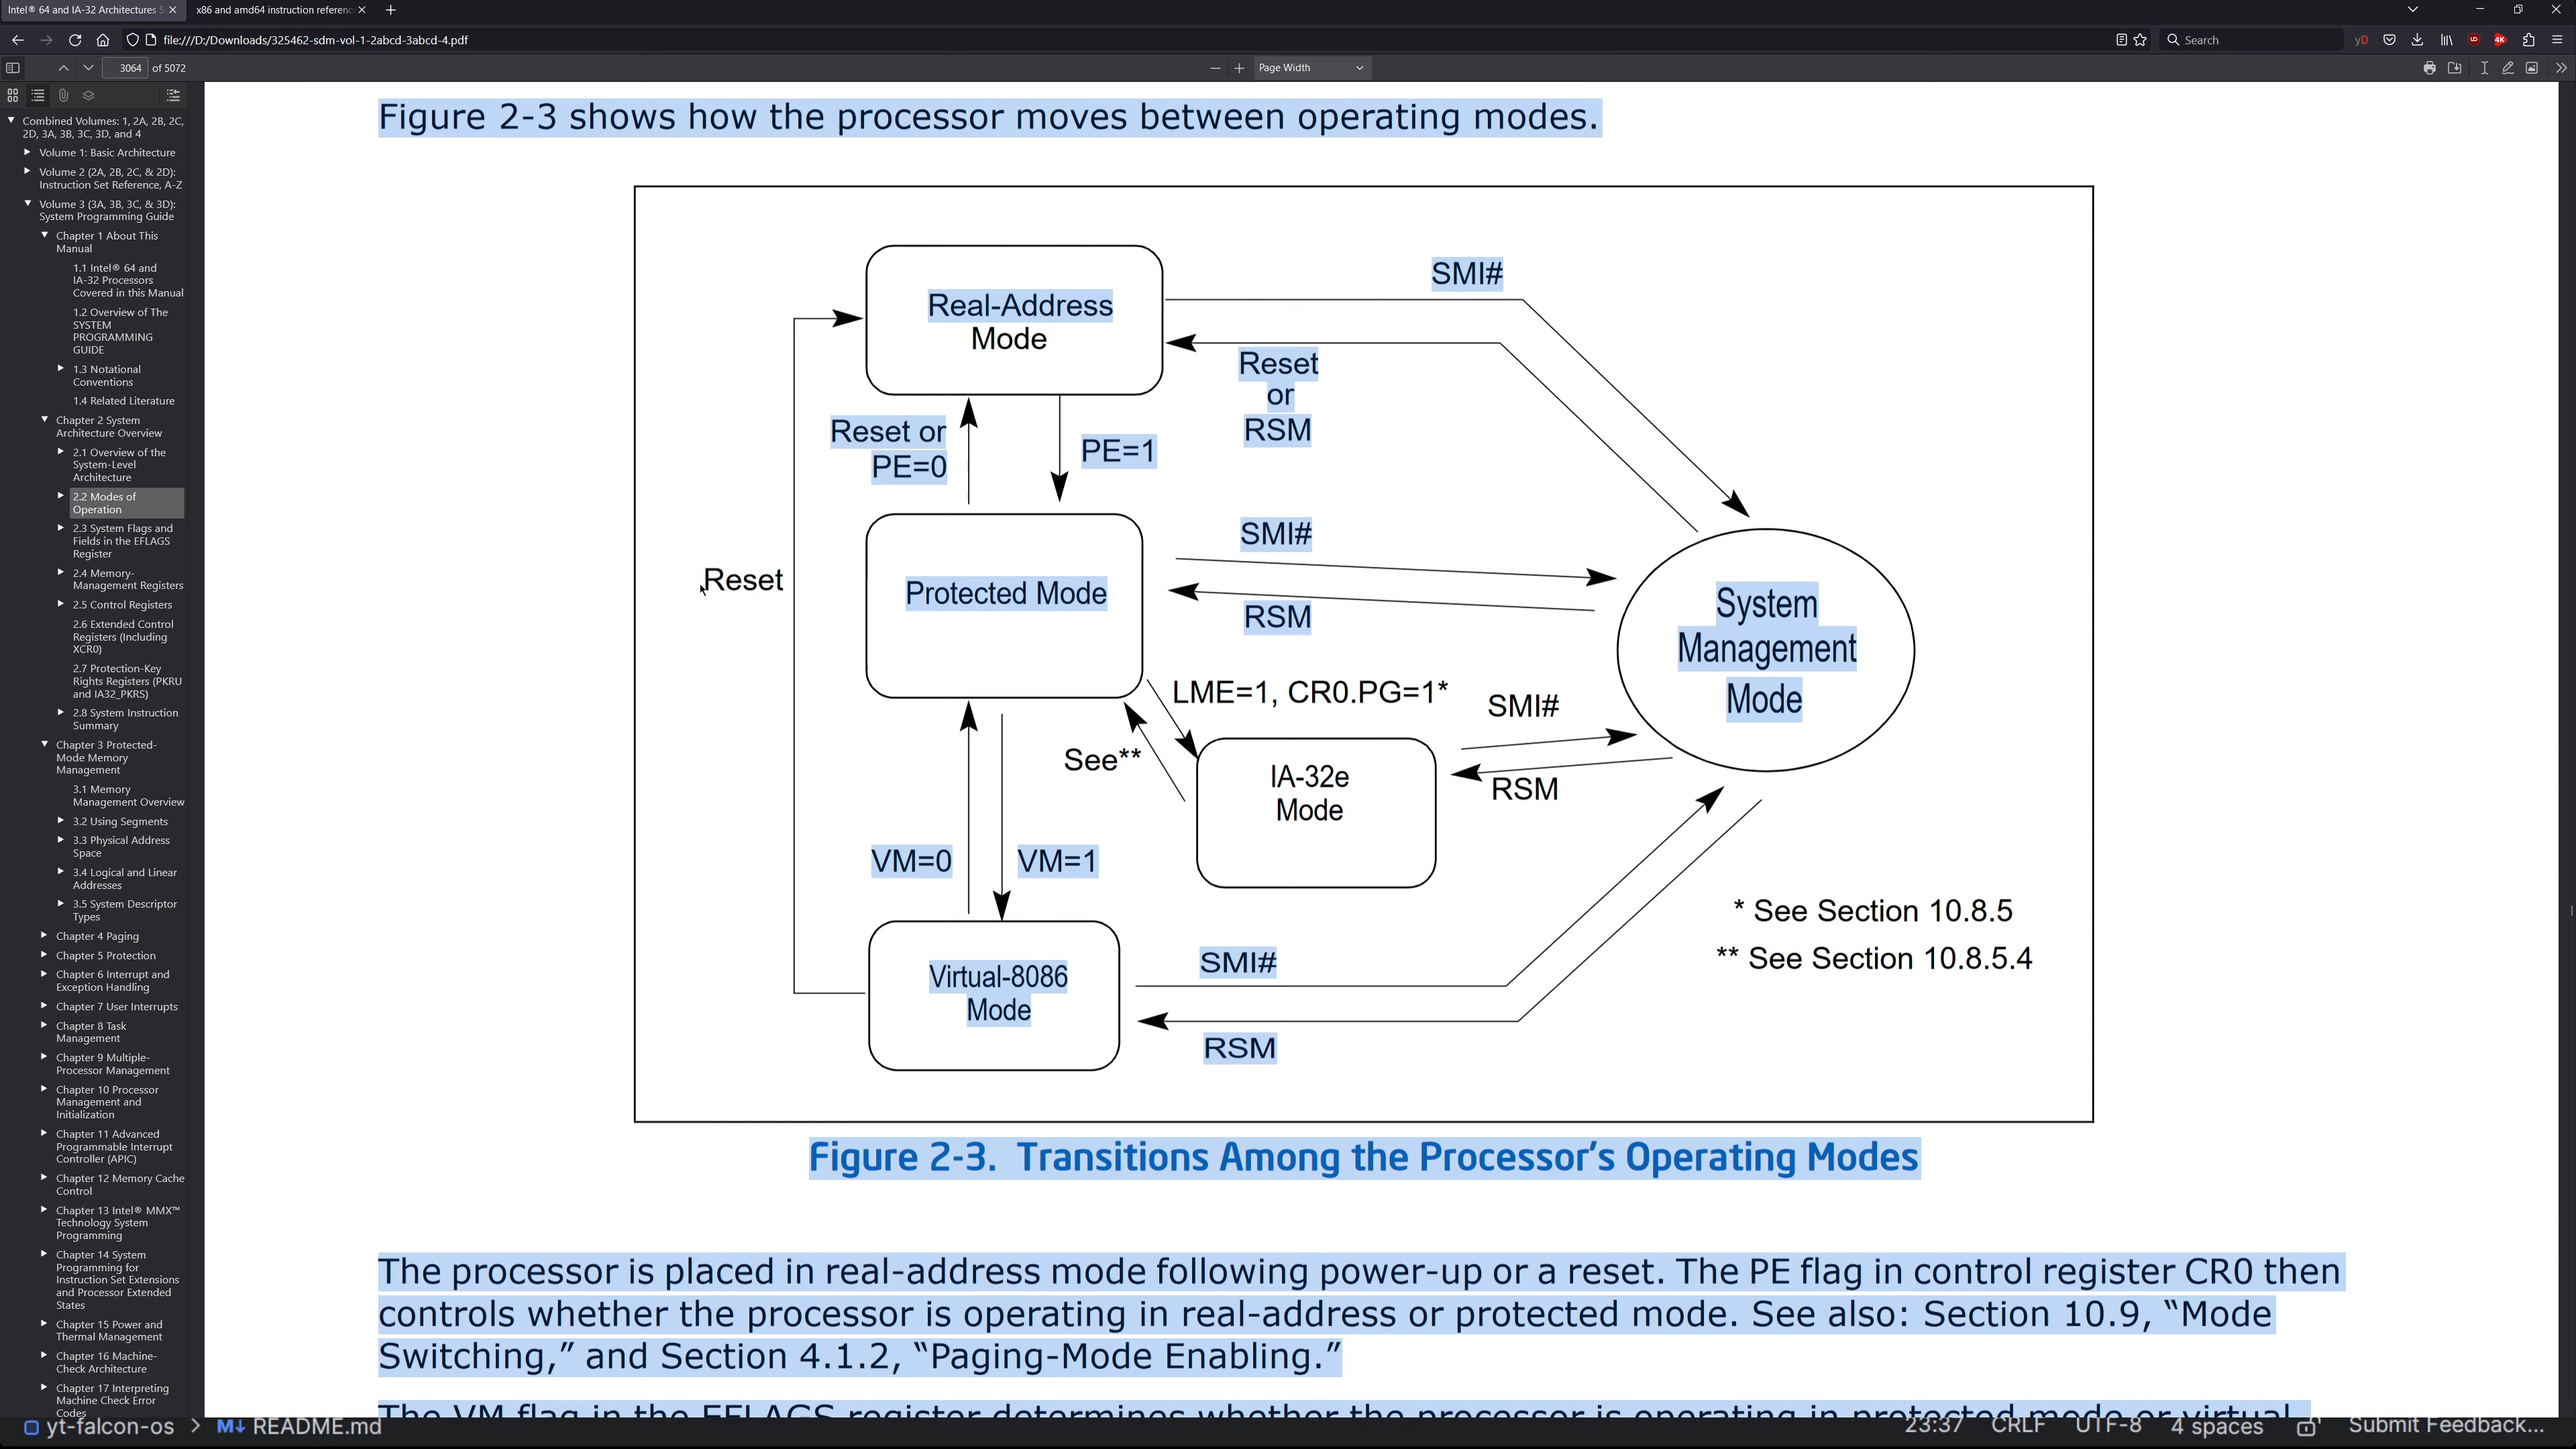 Intel® 64 and IA-32 Architectures S
x86 and amd64 instruction referenc
file:///D:/Downloads/325462-sdm-vol-1-2abcd-3abcd-4.pdf
Search
3064 of 5072
Page Width
Combined Volumes: 1, 2A, 2B, 2C,
2D, 3A, 3B, 3C, 3D, and 4
Volume 1: Basic Architecture
Volume 2 (2A, 2B, 2C, & 2D):
Instruction Set Reference, A-Z
Volume 3 (3A, 3B, 3C, & 3D):
System Programming Guide
Chapter 1 About This
Manual
1.1 Intel® 64 and
IA-32 Processors
Covered in this Manual
1.2 Overview of The
SYSTEM
PROGRAMMING
GUIDE
1.3 Notational
Conventions
1.4 Related Literature
Chapter 2 System
Architecture Overview
2.1 Overview of the
System-Level
Architecture
2.2 Modes of
Operation
2.3 System Flags and
Fields in the EFLAGS
Register
2.4 Memory-
Management Registers
2.5 Control Registers
2.6 Extended Control
Registers (Including
XCR0)
2.7 Protection-Key
Rights Registers (PKRU
and IA32_PKRS)
2.8 System Instruction
Summary
Chapter 3 Protected-
Mode Memory
Management
3.1 Memory
Management Overview
3.2 Using Segments
3.3 Physical Address
Space
3.4 Logical and Linear
Addresses
3.5 System Descriptor
Types
Chapter 4 Paging
Chapter 5 Protection
Chapter 6 Interrupt and
Exception Handling
Chapter 7 User Interrupts
Chapter 8 Task
Management
Chapter 9 Multiple-
Processor Management
Chapter 10 Processor
Management and
Initialization
Chapter 11 Advanced
Programmable Interrupt
Controller (APIC)
Chapter 12 Memory Cache
Control
Chapter 13 Intel® MMX™
Technology System
Programming
Chapter 14 System
Programming for
Instruction Set Extensions
and Processor Extended
States
Chapter 15 Power and
Thermal Management
Chapter 16 Machine-
Check Architecture
Chapter 17 Interpreting
Machine Check Error
Codes
Figure 2-3 shows how the processor moves between operating modes.
Real-Address
Mode
SMI#
Reset
or
RSM
Reset or
PE=0
PE=1
Reset
Protected Mode
SMI#
RSM
System
Management
Mode
LME=1, CR0.PG=1*
SMI#
See**
IA-32e
Mode
RSM
VM=0
VM=1
* See Section 10.8.5
** See Section 10.8.5.4
Virtual-8086
Mode
SMI#
RSM
Figure 2-3. Transitions Among the Processor’s Operating Modes
The processor is placed in real-address mode following power-up or a reset. The PE flag in control register CR0 then
controls whether the processor is operating in real-address or protected mode. See also: Section 10.9, “Mode
Switching,” and Section 4.1.2, “Paging-Mode Enabling.”
The VM flag in the EFLAGS register determines whether the processor is operating in protected mode or virtual
yt-falcon-os > M↓ README.md
23:37 CRLF UTF-8 4 spaces Submit Feedback...